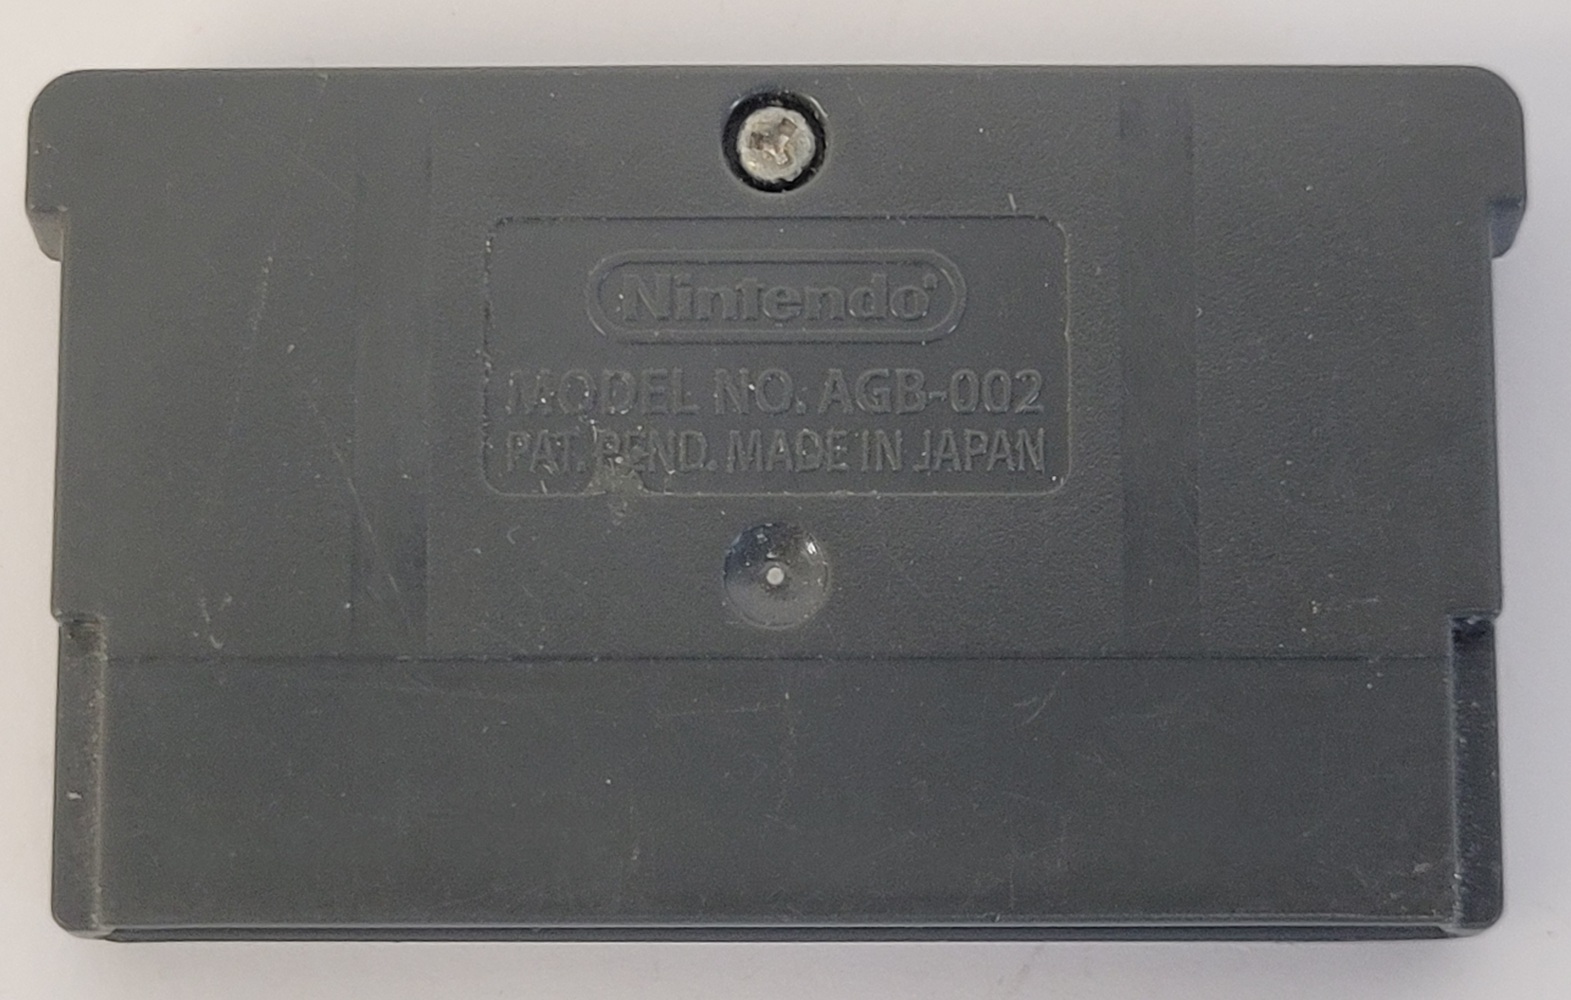 Nintendo®
MODEL NO. AGB-002
PAT. PEND. MADE IN JAPAN